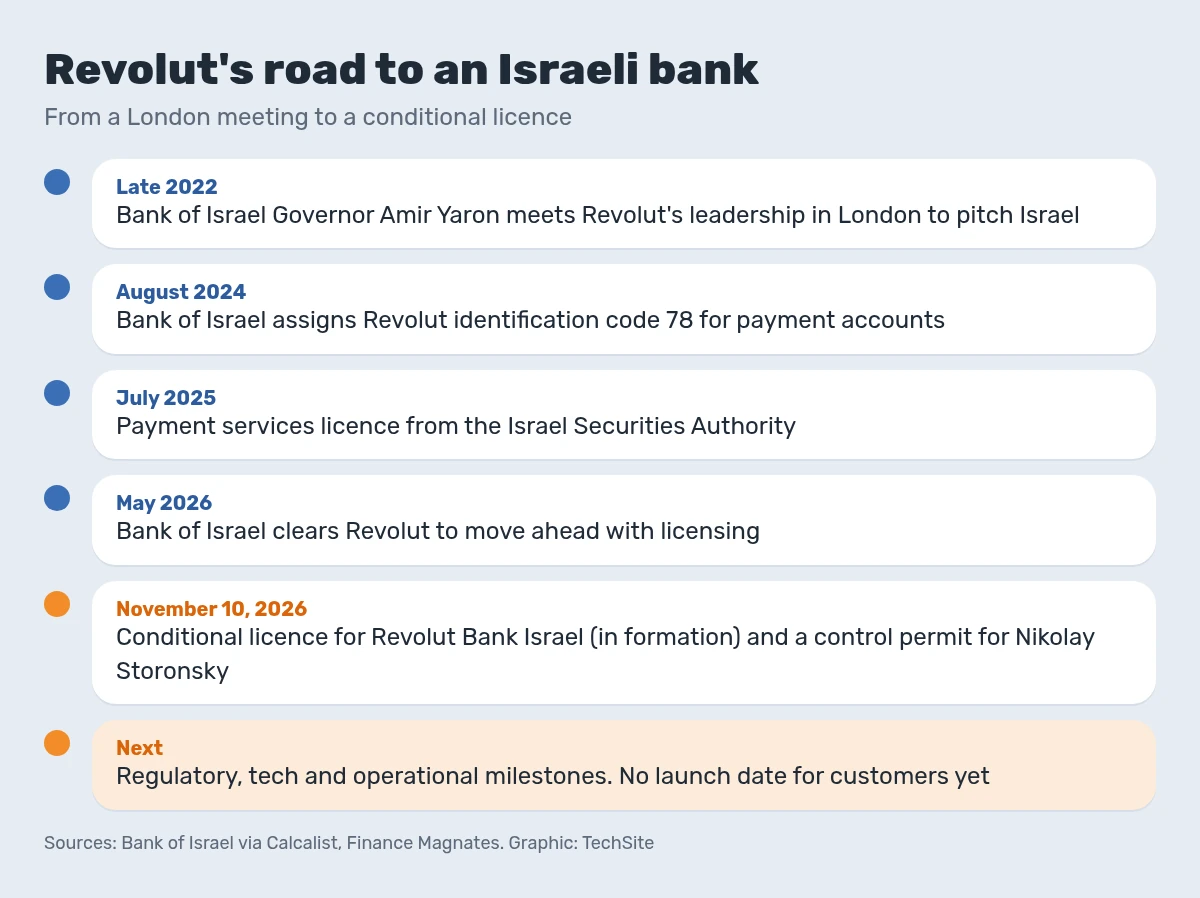 Revolut's road to an Israeli bank
From a London meeting to a conditional licence
Late 2022
Bank of Israel Governor Amir Yaron meets Revolut's leadership in London to pitch Israel
August 2024
Bank of Israel assigns Revolut identification code 78 for payment accounts
July 2025
Payment services licence from the Israel Securities Authority
May 2026
Bank of Israel clears Revolut to move ahead with licensing
November 10, 2026
Conditional licence for Revolut Bank Israel (in formation) and a control permit for Nikolay
Storonsky
Next
Regulatory, tech and operational milestones. No launch date for customers yet
Sources: Bank of Israel via Calcalist, Finance Magnates. Graphic: TechSite